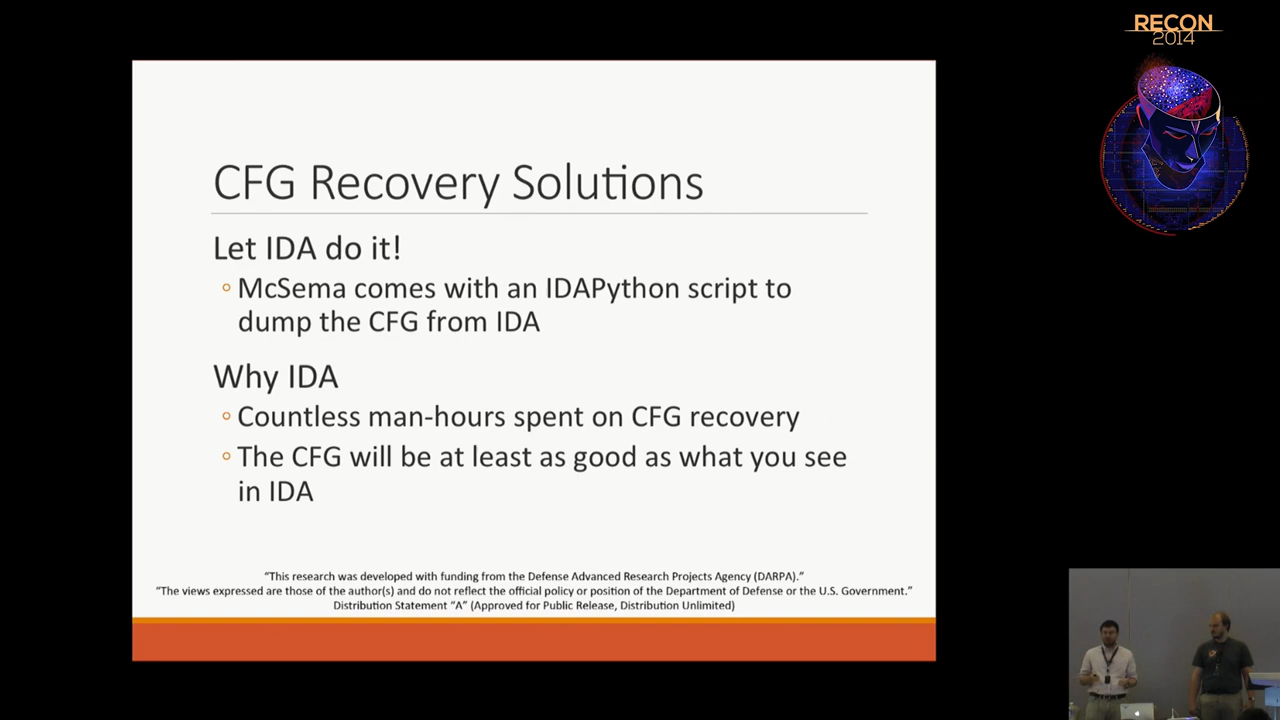 RECON
2014
CFG Recovery Solutions
Let IDA do it!
◦ McSema comes with an IDAPython script to
dump the CFG from IDA
Why IDA
◦ Countless man-hours spent on CFG recovery
◦ The CFG will be at least as good as what you see
in IDA
“This research was developed with funding from the Defense Advanced Research Projects Agency (DARPA).”
“The views expressed are those of the author(s) and do not reflect the official policy or position of the Department of Defense or the U.S. Government.”
Distribution Statement “A” (Approved for Public Release, Distribution Unlimited)